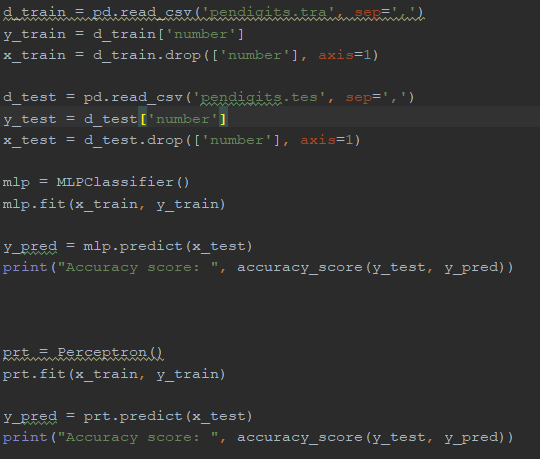 d_train = pd.read_csv('pendigits.tra', sep=',')
y_train = d_train['number']
x_train = d_train.drop(['number'], axis=1)
d_test = pd.read_csv('pendigits.tes', sep=',')
y_test = d_test['number']
x_test = d_test.drop(['number'], axis=1)
mlp = MLPClassifier()
mlp.fit(x_train, y_train)
y_pred = mlp.predict(x_test)
print("Accuracy score: ", accuracy_score(y_test, y_pred))
prt = Perceptron()
prt.fit(x_train, y_train)
y_pred = prt.predict(x_test)
print("Accuracy score: ", accuracy_score(y_test, y_pred))